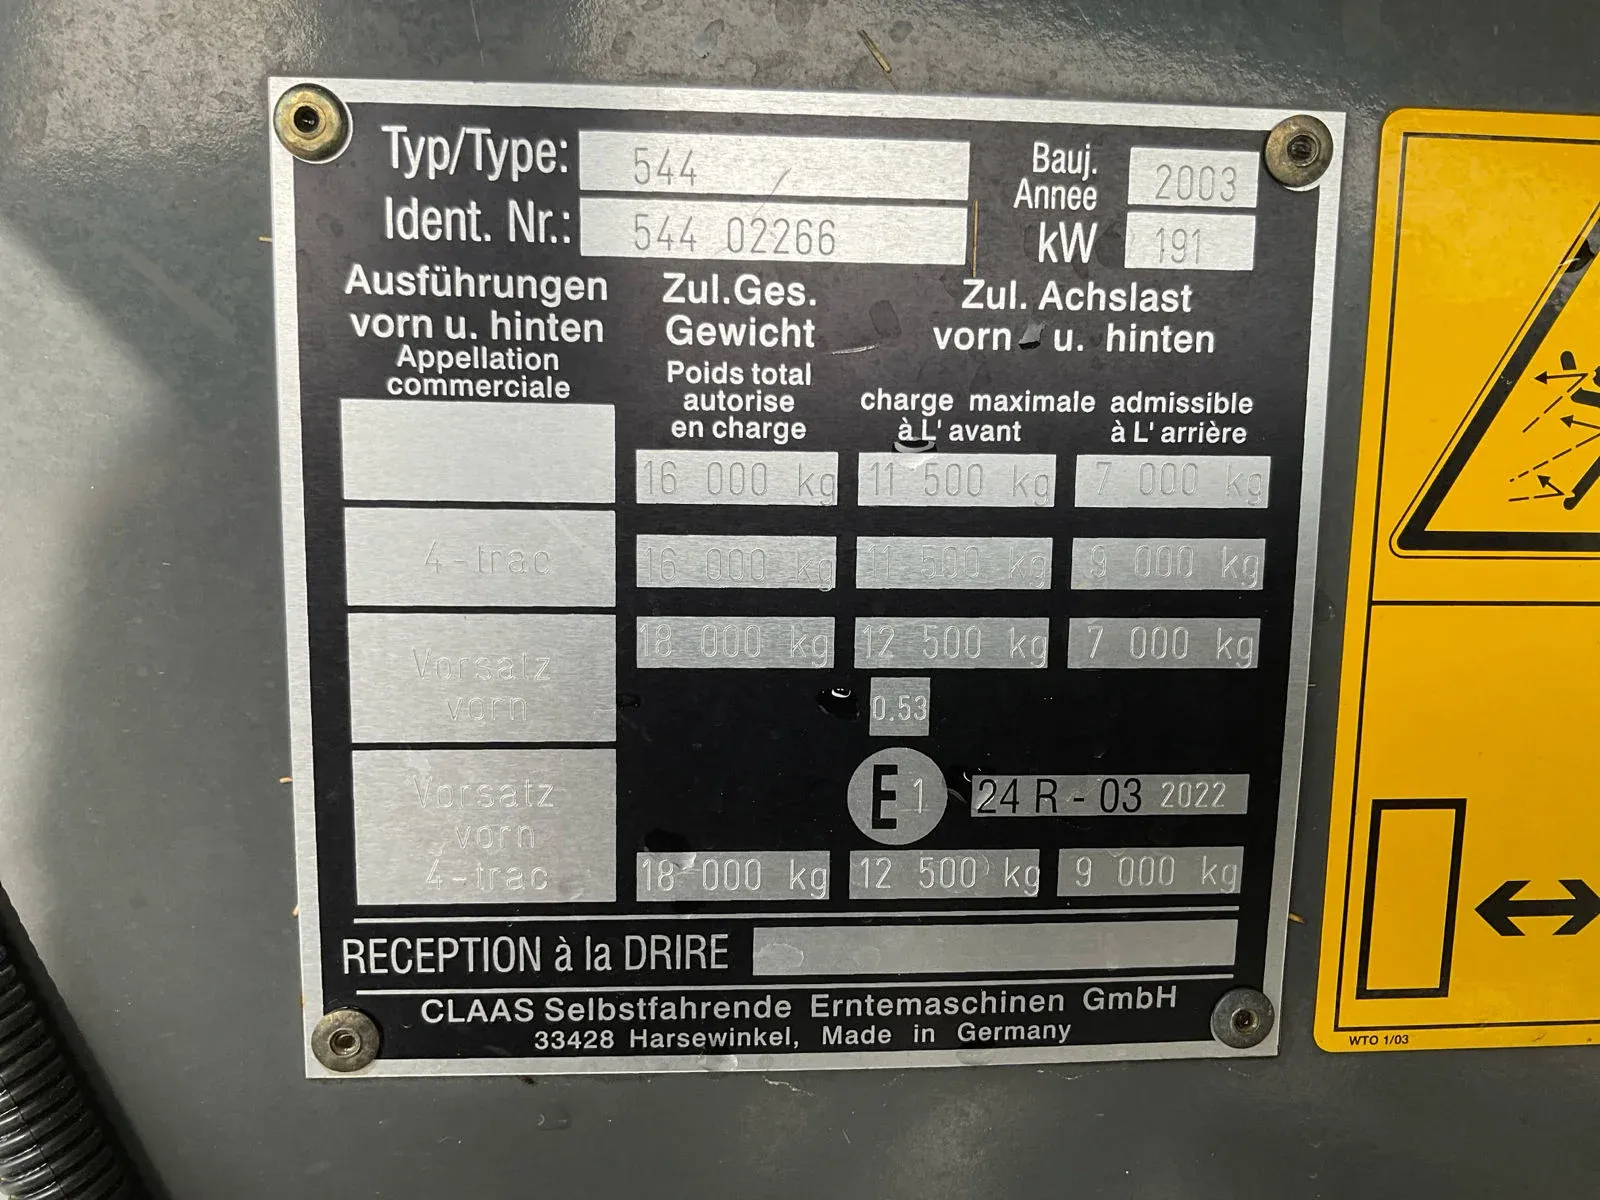 Typ/Type: 544
Bauj. Annee 2003
Ident. Nr.: 544 02266
kW 191
Ausführungen
vorn u. hinten
Appellation
commerciale
Zul.Ges.
Gewicht
Poids total
autorise
en charge
Zul. Achslast
vorn u. hinten
charge maximale admissible
à L' avant à L' arrière
16 000 kg 11 500 kg 7 000 kg
4-trac 16 000 kg 11 500 kg 9 000 kg
Vorsatz
vorn
18 000 kg 12 500 kg 7 000 kg
0.53
E 1 24 R - 03 2022
Vorsatz
vorn
4-trac 18 000 kg 12 500 kg 9 000 kg
RECEPTION à la DRIRE
CLAAS Selbstfahrende Erntemaschinen GmbH
33428 Harsewinkel, Made in Germany
WTO 1/03